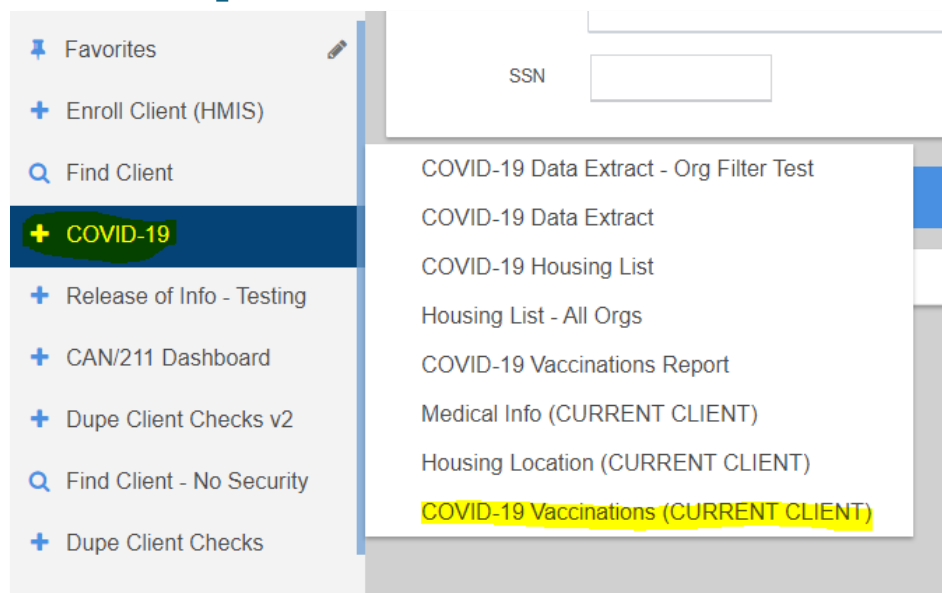 Favorites
Enroll Client (HMIS)
Find Client
COVID-19
Release of Info - Testing
CAN/211 Dashboard
Dupe Client Checks v2
Find Client - No Security
Dupe Client Checks
SSN
COVID-19 Data Extract - Org Filter Test
COVID-19 Data Extract
COVID-19 Housing List
Housing List - All Orgs
COVID-19 Vaccinations Report
Medical Info (CURRENT CLIENT)
Housing Location (CURRENT CLIENT)
COVID-19 Vaccinations (CURRENT CLIENT)